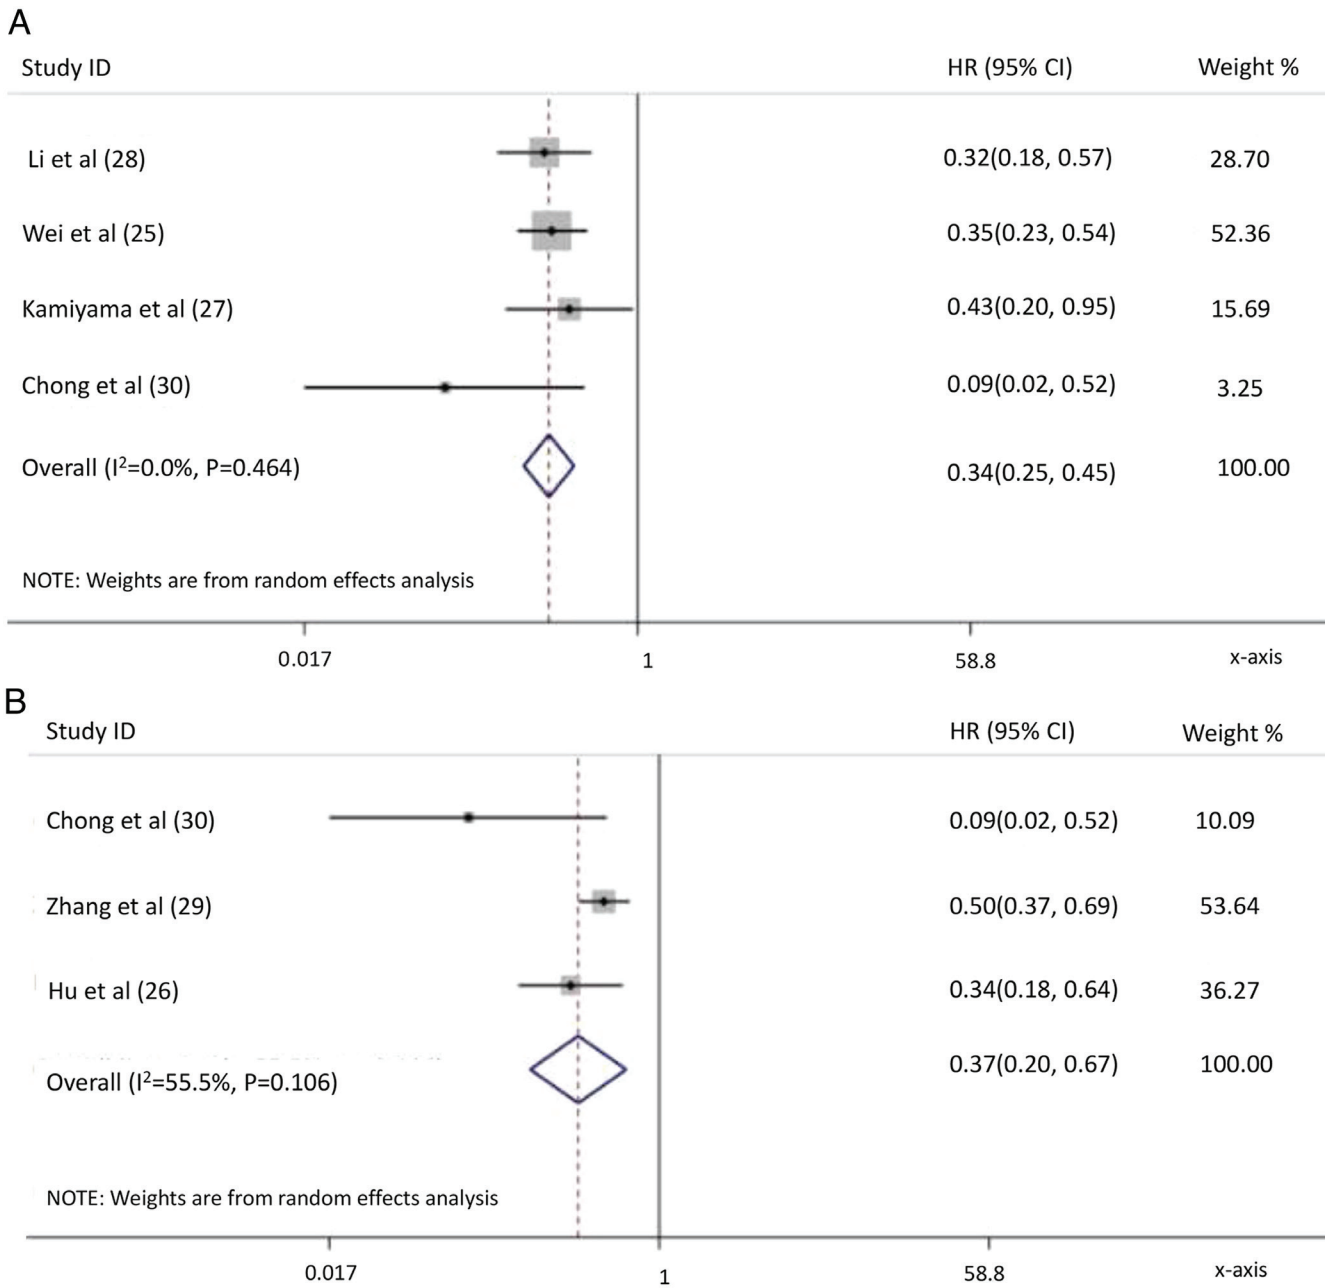 A
Study ID HR (95% CI) Weight %
Li et al (28) 0.32(0.18, 0.57) 28.70
Wei et al (25) 0.35(0.23, 0.54) 52.36
Kamiyama et al (27) 0.43(0.20, 0.95) 15.69
Chong et al (30) 0.09(0.02, 0.52) 3.25
Overall (I²=0.0%, P=0.464) 0.34(0.25, 0.45) 100.00
NOTE: Weights are from random effects analysis
0.017 1 58.8 x-axis
B
Study ID HR (95% CI) Weight %
Chong et al (30) 0.09(0.02, 0.52) 10.09
Zhang et al (29) 0.50(0.37, 0.69) 53.64
Hu et al (26) 0.34(0.18, 0.64) 36.27
Overall (I²=55.5%, P=0.106) 0.37(0.20, 0.67) 100.00
NOTE: Weights are from random effects analysis
0.017 1 58.8 x-axis